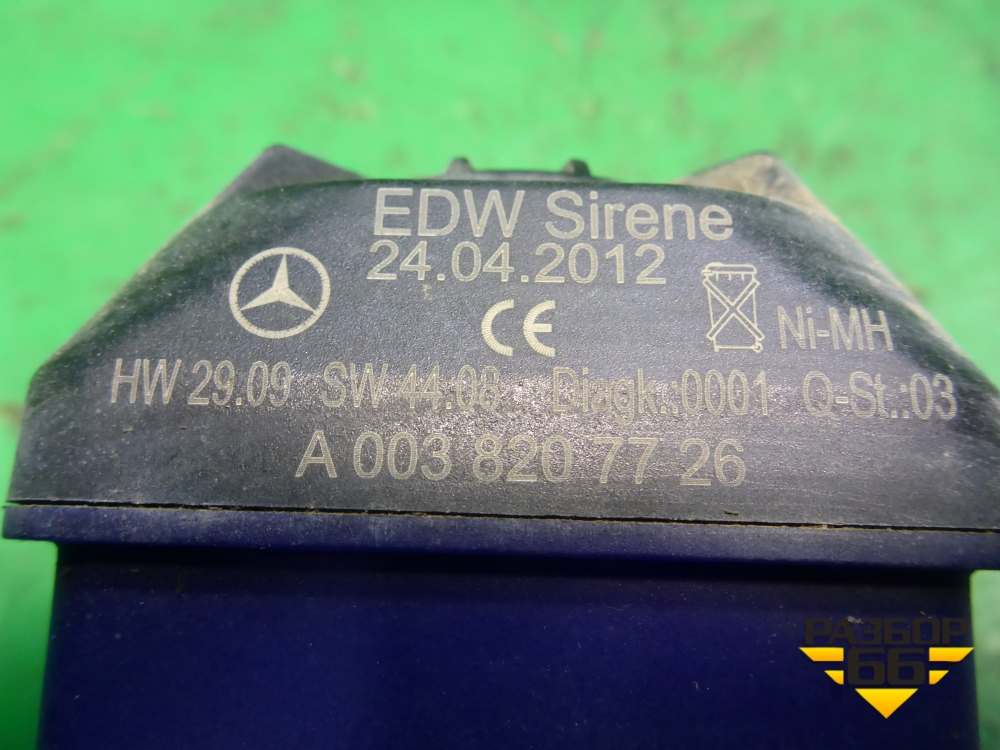 EDW Sirene
24.04.2012
CE
Ni-MH
HW 29.09 SW 44.08 Diagk.:0001 Q-St.:03
A 003 820 77 26
РАЗБОР
66